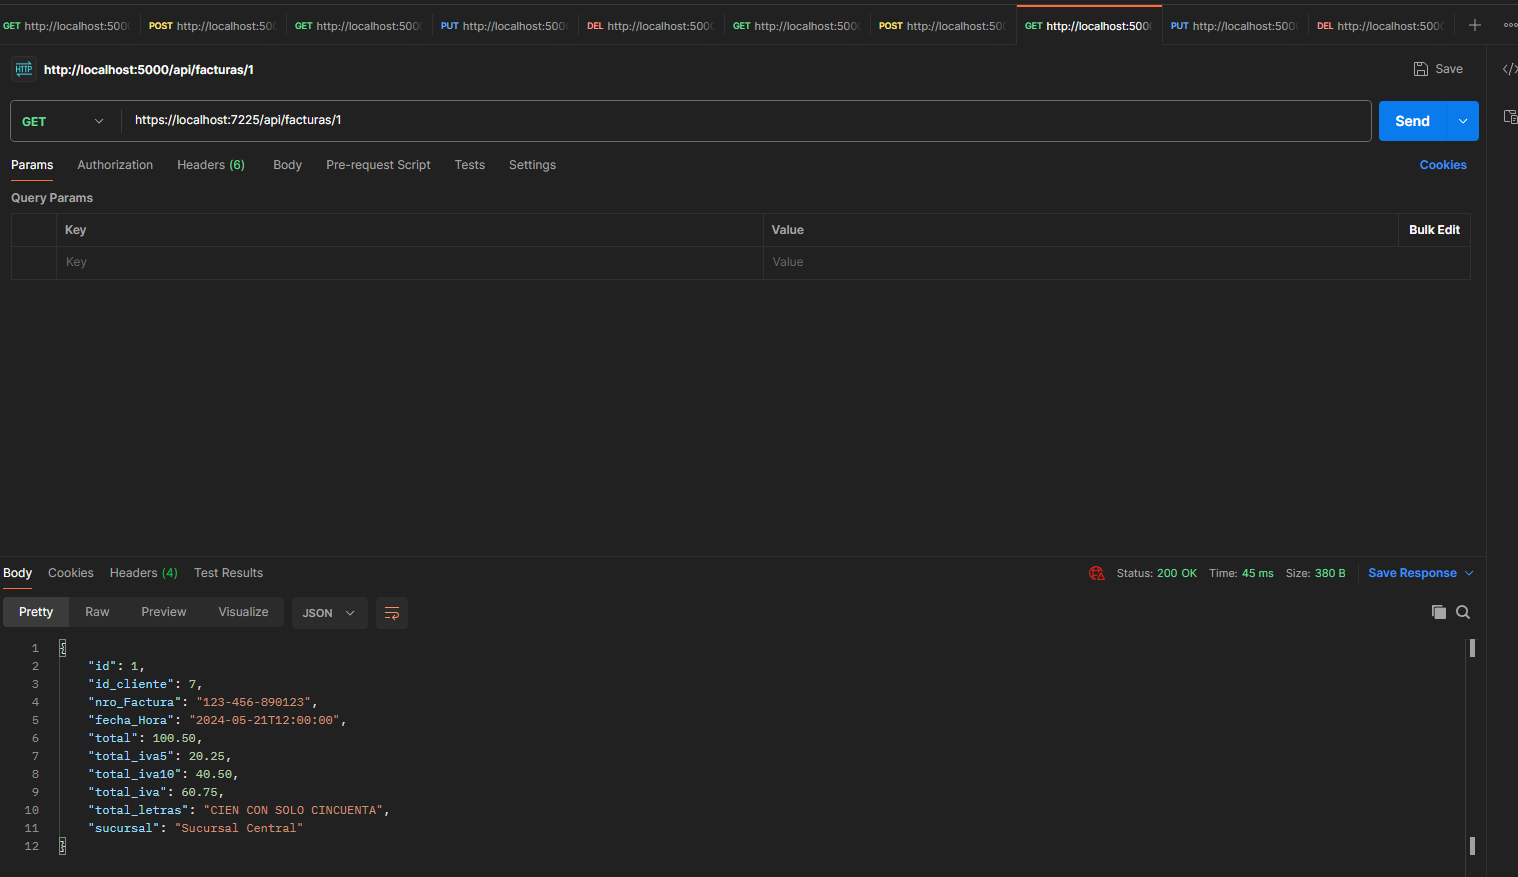 GET http://localhost:500 POST http://localhost:500 GET http://localhost:500 PUT http://localhost:500 DEL http://localhost:500 GET http://localhost:500 POST http://localhost:500 GET http://localhost:500 PUT http://localhost:500 DEL http://localhost:500
HTTP http://localhost:5000/api/facturas/1 Save
GET https://localhost:7225/api/facturas/1 Send
Params Authorization Headers (6) Body Pre-request Script Tests Settings Cookies
Query Params
Key Value Bulk Edit
Key Value
Body Cookies Headers (4) Test Results Status: 200 OK Time: 45 ms Size: 380 B Save Response
Pretty Raw Preview Visualize JSON
1 {
2 "id": 1,
3 "id_cliente": 7,
4 "nro_Factura": "123-456-890123",
5 "fecha_Hora": "2024-05-21T12:00:00",
6 "total": 100.50,
7 "total_iva5": 20.25,
8 "total_iva10": 40.50,
9 "total_iva": 60.75,
10 "total_letras": "CIEN CON SOLO CINCUENTA",
11 "sucursal": "Sucursal Central"
12 }